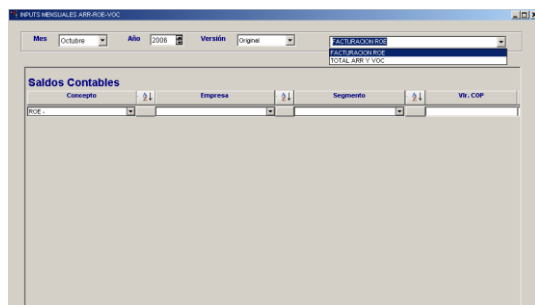 INPUTS MENSUALES ARR-ROE-VOC
Mes Octubre Año 2006 Versión Original FACTURACION ROE
FACTURACION ROE
TOTAL ARR Y VOC
Saldos Contables
Concepto Empresa Segmento Vlr. COP
ROE -